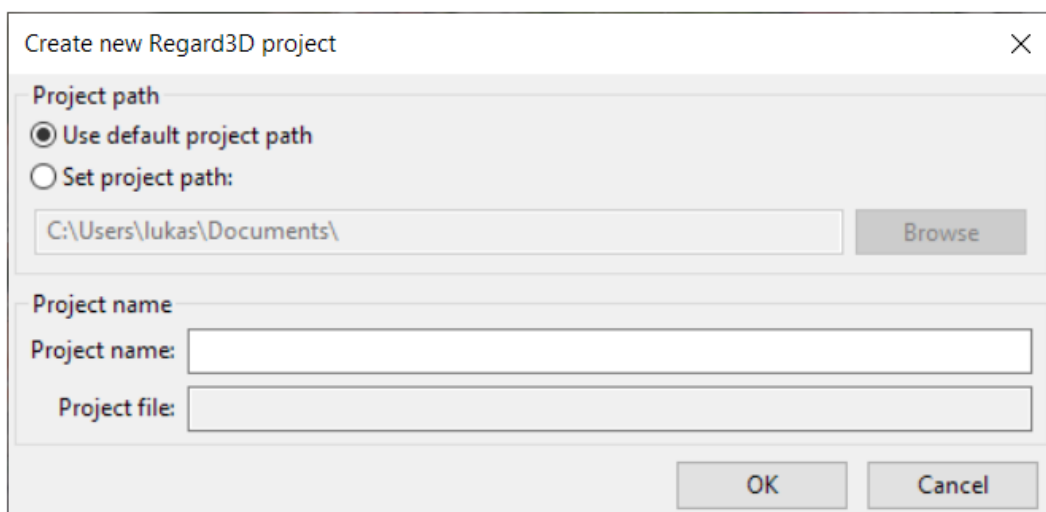 Create new Regard3D project
Project path
Use default project path
Set project path:
C:\Users\lukas\Documents\
Browse
Project name
Project name:
Project file:
OK Cancel